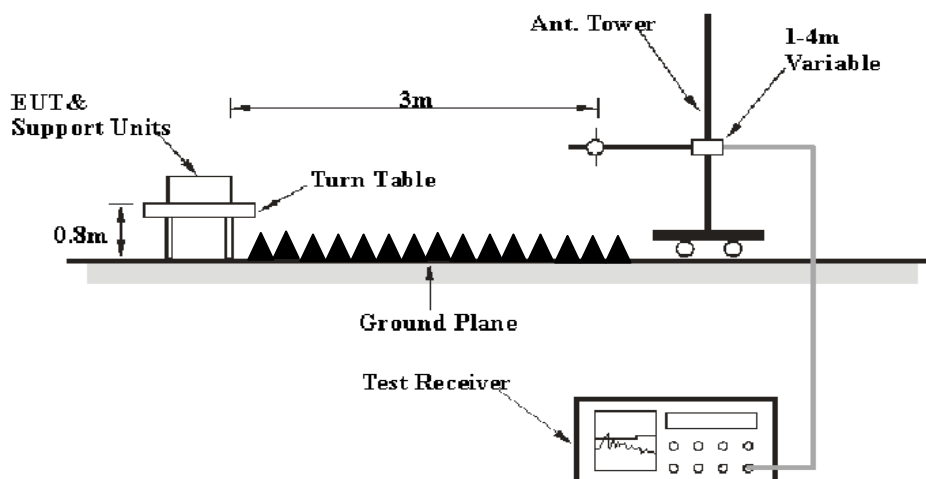 Ant. Tower
1-4m
Variable
3m
EUT&
Support Units
Turn Table
0.8m
Ground Plane
Test Receiver